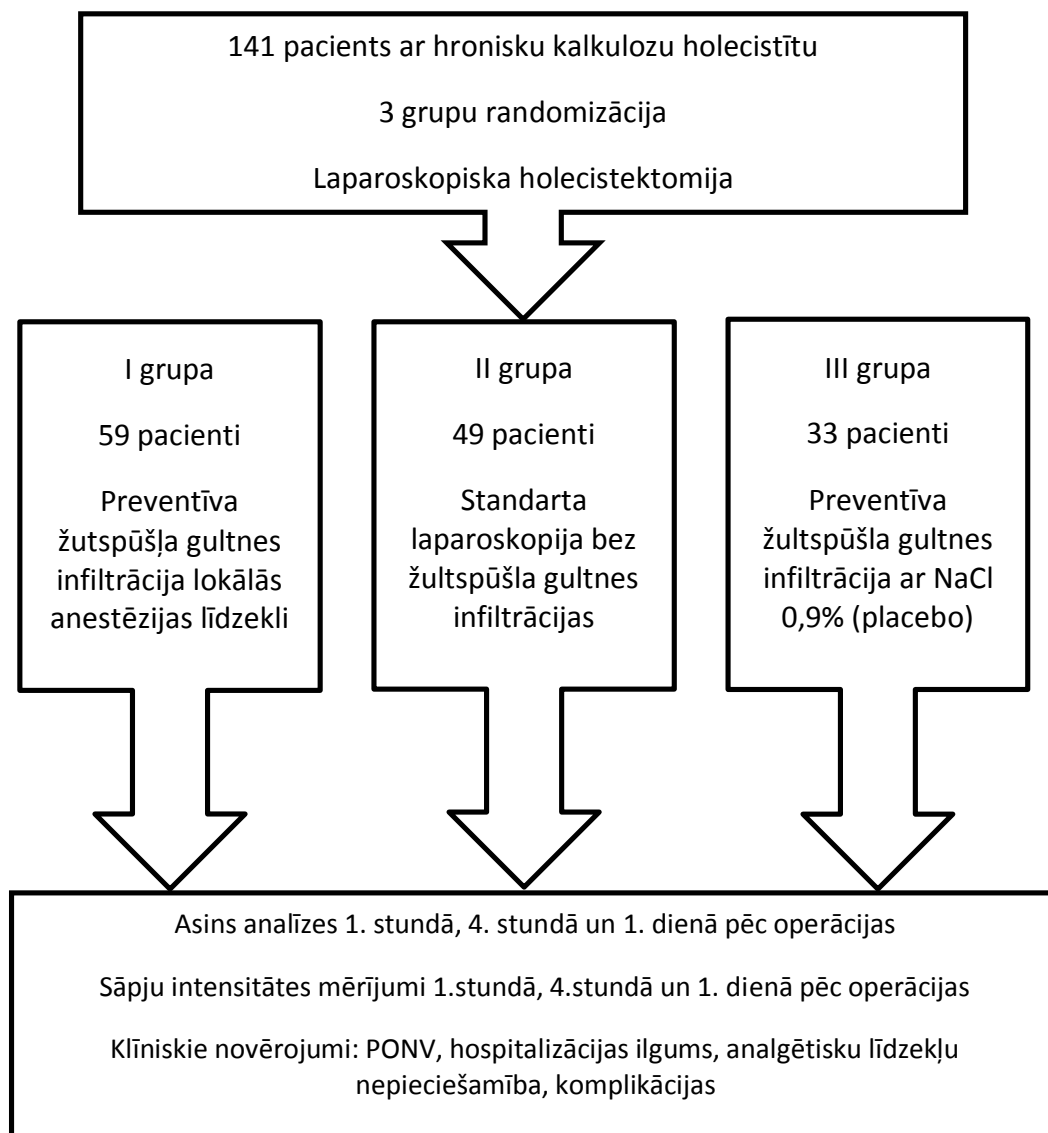 141 pacients ar hronisku kalkulozu holecistītu
3 grupu randomizācija
Laparoskopiska holecistektomija
I grupa
59 pacienti
Preventīva
žutspūšļa gultnes
infiltrācija lokālās
anestēzijas līdzekli
II grupa
49 pacienti
Standarta
laparoskopija bez
žultspūšla gultnes
infiltrācijas
III grupa
33 pacienti
Preventīva
žultspūšla gultnes
infiltrācija ar NaCl
0,9% (placebo)
Asins analīzes 1. stundā, 4. stundā un 1. dienā pēc operācijas
Sāpju intensitātes mērījumi 1.stundā, 4.stundā un 1. dienā pēc operācijas
Klīniskie novērojumi: PONV, hospitalizācijas ilgums, analgētisku līdzekļu
nepieciešamība, komplikācijas